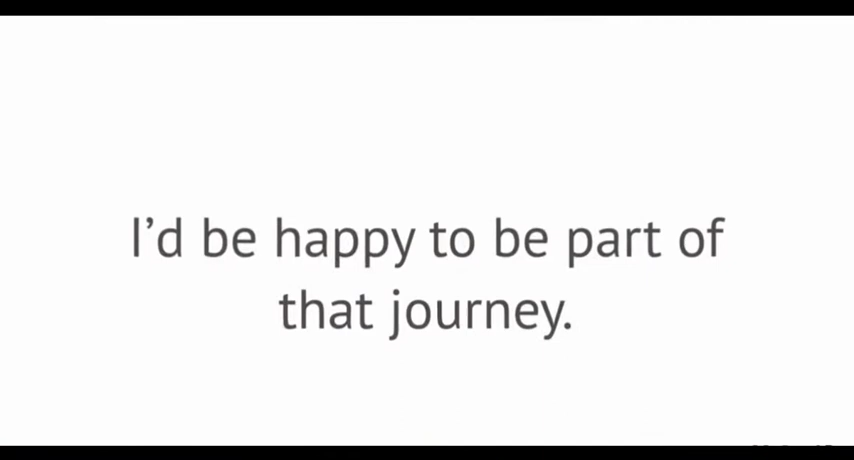 I’d be happy to be part of
that journey.